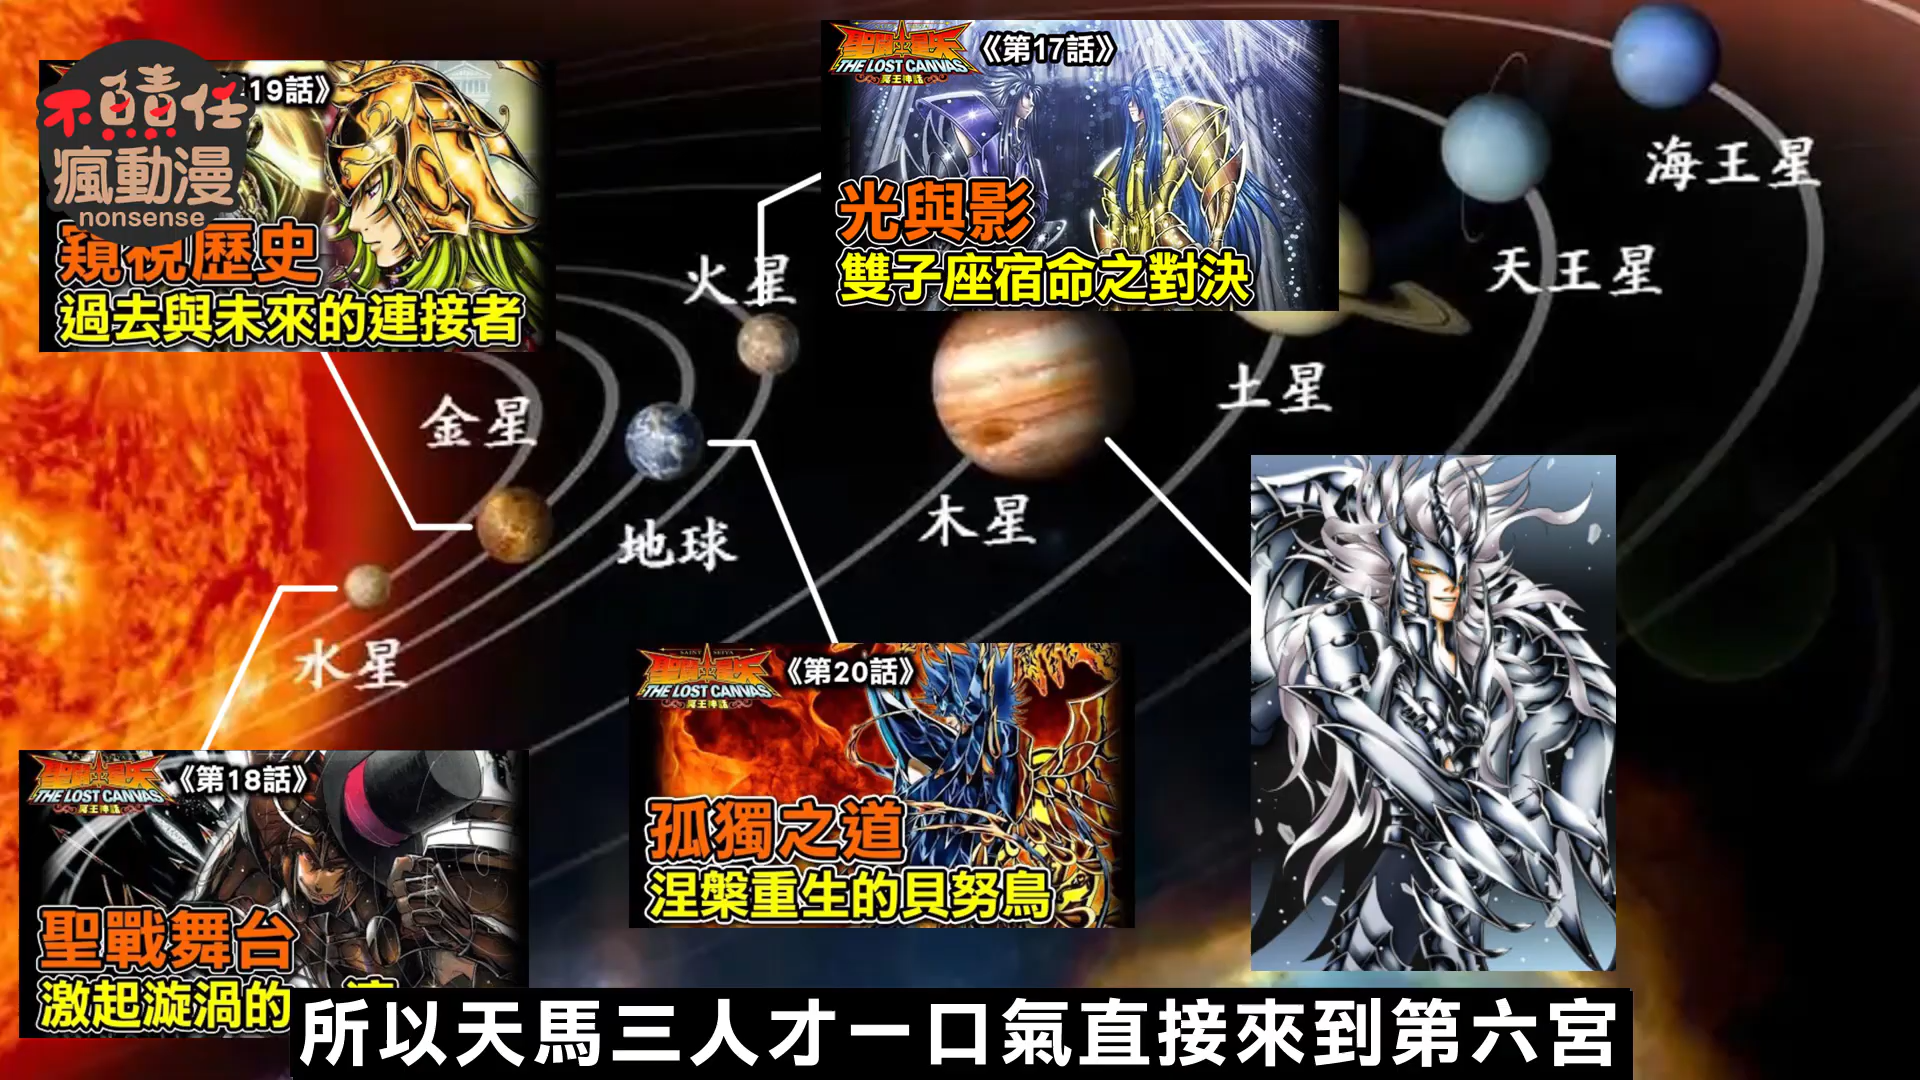 不責任
瘋動漫
nonsense
19話》
窺視歷史
過去與未來的連接者
聖鬪士星矢
THE LOST CANVAS
冥王神話
《第17話》
光與影
雙子座宿命之對決
海王星
天王星
火星
土星
金星
木星
地球
水星
SAINT SEIYA
聖鬪士星矢
THE LOST CANVAS
冥王神話
《第20話》
孤獨之道
涅槃重生的貝努鳥
聖鬪士星矢
THE LOST CANVAS
冥王神話
《第18話》
聖戰舞台
激起漩渦的
所以天馬三人才一口氣直接來到第六宮